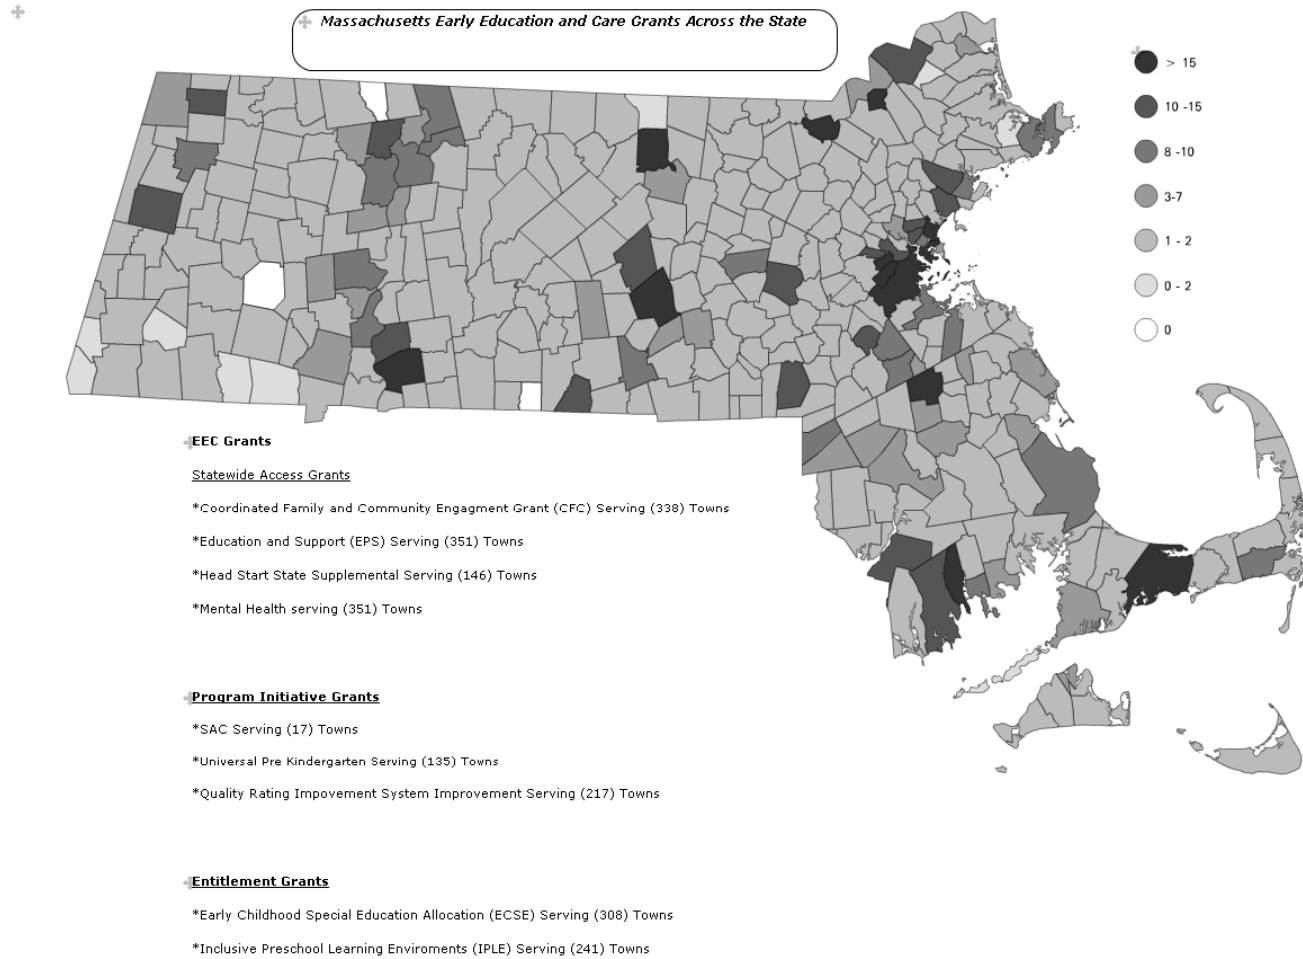 Massachusetts Early Education and Care Grants Across the State
> 15
10 -15
8 -10
3-7
1 - 2
0 - 2
0
EEC Grants
Statewide Access Grants
*Coordinated Family and Community Engagment Grant (CFC) Serving (338) Towns
*Education and Support (EPS) Serving (351) Towns
*Head Start State Supplemental Serving (146) Towns
*Mental Health serving (351) Towns
Program Initiative Grants
*SAC Serving (17) Towns
*Universal Pre Kindergarten Serving (135) Towns
*Quality Rating Impovement System Improvement Serving (217) Towns
Entitlement Grants
*Early Childhood Special Education Allocation (ECSE) Serving (308) Towns
*Inclusive Preschool Learning Enviroments (IPLE) Serving (241) Towns